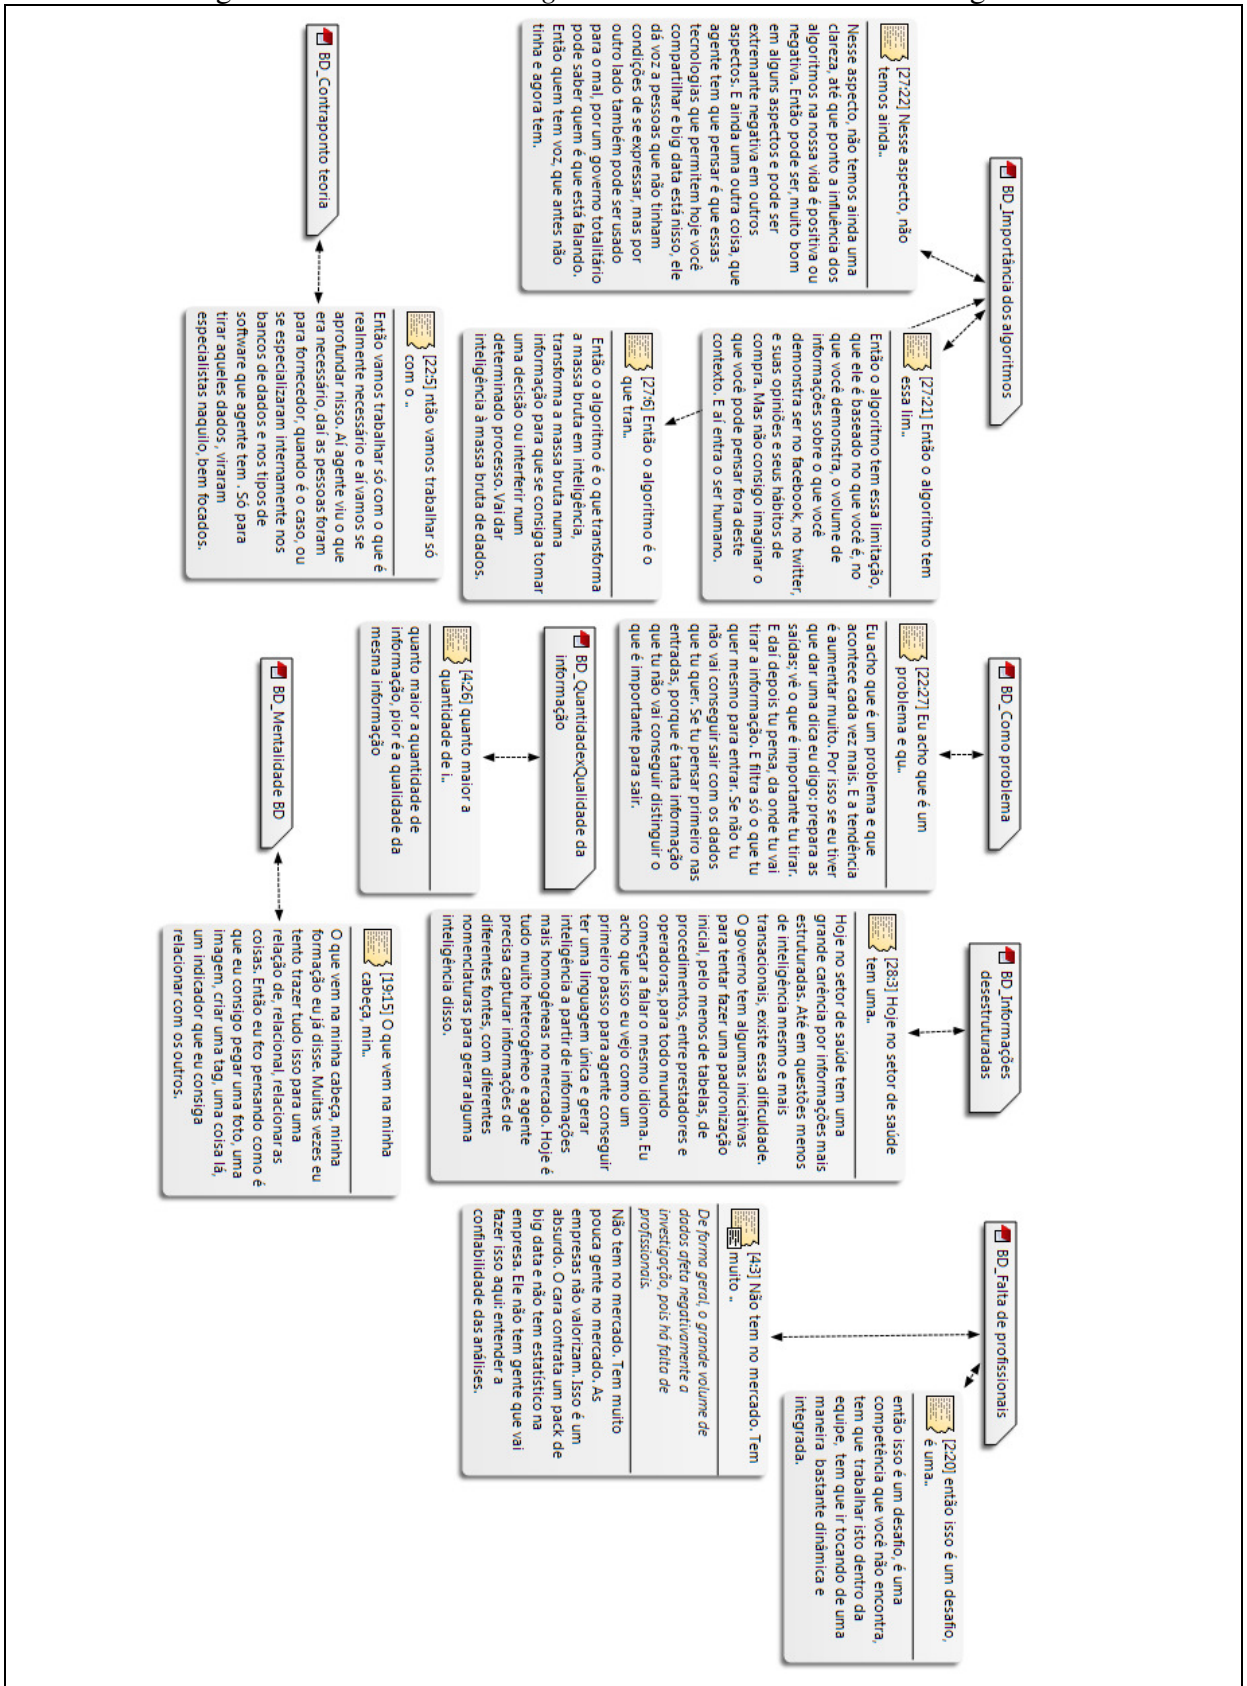 BD_Importância dos algoritmos
[27:22] Nesse aspecto, não
temos ainda..
Nesse aspecto, não temos ainda uma
clareza, até que ponto a influência dos
algoritmos na nossa vida é positiva ou
negativa. Então pode ser, muito bom
em alguns aspectos e pode ser
extremante negativa em outros
aspectos. E ainda uma outra coisa, que
agente tem que pensar é que essas
tecnologias que permitem hoje você
compartilhar e big data está nisso, ele
dá voz a pessoas que não tinham
condições de se expressar, mas por
outro lado também pode ser usado
para o mal, por um governo totalitário
pode saber quem é que está falando.
Então quem tem voz, que antes não
tinha e agora tem.
[27:21] Então o algoritmo tem
essa lim..
Então o algoritmo tem essa limitação,
que ele é baseado no que você é, no
que você demonstra, o volume de
informações sobre o que você
demonstra ser no facebook, no twitter,
e suas opiniões e seus hábitos de
compra. Mas não consigo imaginar o
que você pode pensar fora deste
contexto. E aí entra o ser humano.
[27:6] Então o algoritmo é o
que tran..
Então o algoritmo é o que transforma
a massa bruta em inteligência,
transforma a massa bruta numa
informação para que se consiga tomar
uma decisão ou interferir num
determinado processo. Vai dar
inteligência à massa bruta de dados.
BD_Contraponto teoria
[22:5] ntão vamos trabalhar só
com o ..
Então vamos trabalhar só com o que é
realmente necessário e aí vamos se
aprofundar nisso. Aí agente viu o que
era necessário, daí as pessoas foram
para fornecedor, quando é o caso, ou
se especializaram internamente nos
bancos de dados e nos tipos de
software que agente tem . Só para
tirar aqueles dados, viraram
especialistas naquilo, bem focados.
BD_Como problema
[22:27] Eu acho que é um
problema e qu..
Eu acho que é um problema e que
acontece cada vez mais. E a tendência
é aumentar muito. Por isso se eu tiver
que dar uma dica eu digo: prepara as
saídas; vê o que é importante tu tirar.
E daí depois tu pensa, da onde tu vai
tirar a informação. E filtra só o que tu
quer mesmo para entrar. Se não tu
não vai conseguir sair com os dados
que tu quer. Se tu pensar primeiro nas
entradas, porque é tanta informação
que tu não vai conseguir distinguir o
que é importante para sair.
BD_QuantidadexQualidade da
informação
[4:26] quanto maior a
quantidade de i..
quanto maior a quantidade de
informação, pior é a qualidade da
mesma informação
BD_Mentalidade BD
[19:15] O que vem na minha
cabeça, min..
O que vem na minha cabeça, minha
formação eu já disse. Muitas vezes eu
tento trazer tudo isso para uma
relação de, relacional, relacionar as
coisas. Então eu fco pensando como é
que eu consigo pegar uma foto, uma
imagem, criar uma tag, uma coisa lá,
um indicador que eu consiga
relacionar com os outros.
BD_Informações
desestruturadas
[28:3] Hoje no setor de saúde
tem uma..
Hoje no setor de saúde tem uma
grande carência por informações mais
estruturadas. Até em questões menos
de inteligência mesmo e mais
transacionais, existe essa dificuldade.
O governo tem algumas iniciativas
para tentar fazer uma padronização
inicial, pelo menos de tabelas, de
procedimentos, entre prestadores e
operadoras, para todo mundo
começar a falar o mesmo idioma. Eu
acho que isso eu vejo como um
primeiro passo para agente conseguir
ter uma linguagem única e gerar
inteligência a partir de informações
mais homogêneas no mercado. Hoje é
tudo muito heterogêneo e agente
precisa capturar informações de
diferentes fontes, com diferentes
nomenclaturas para gerar alguma
inteligência disso.
BD_Falta de profissionais
[4:3] Não tem no mercado. Tem
muito ..
De forma geral, o grande volume de
dados afeta negativamente a
investigação, pois há falta de
profissionais.
Não tem no mercado. Tem muito
pouca gente no mercado. As
empresas não valorizam. Isso é um
absurdo. O cara contrata um pack de
big data e não tem estatístico na
empresa. Ele não tem gente que vai
fazer isso aqui: entender a
confiabilidade das análises.
[2:20] então isso é um desafio,
é uma..
então isso é um desafio, é uma
competência que você não encontra,
tem que trabalhar isto dentro da
equipe, tem que ir tocando de uma
maneira bastante dinâmica e
integrada.